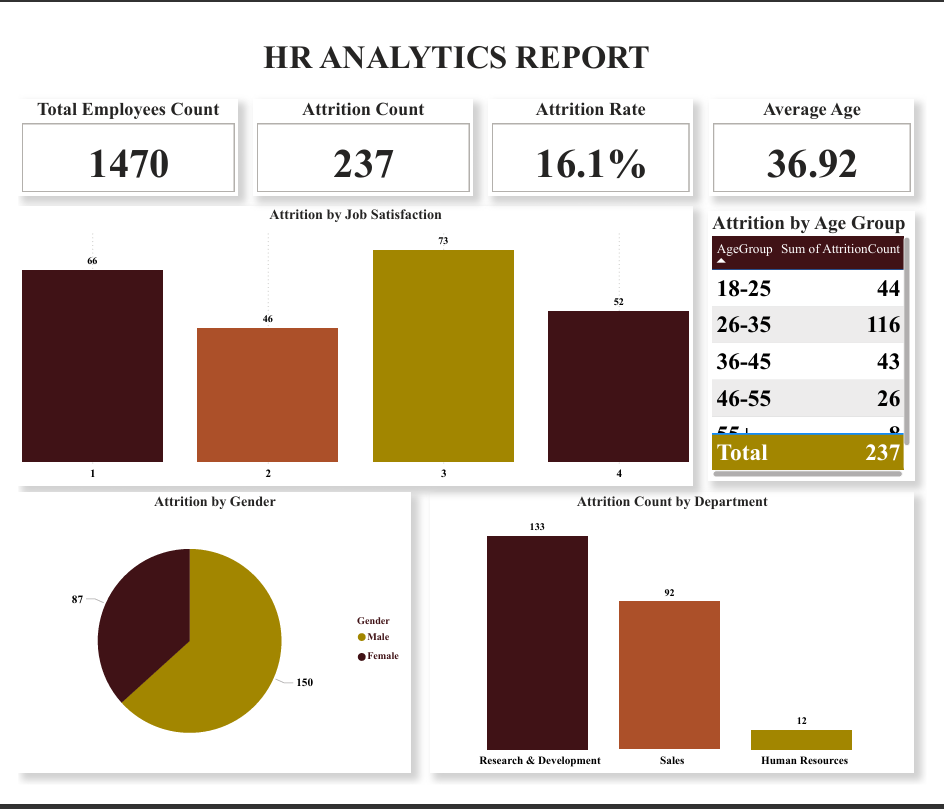 HR ANALYTICS REPORT
Total Employees Count
1470
Attrition Count
237
Attrition Rate
16.1%
Average Age
36.92
Attrition by Job Satisfaction
66
46
73
52
1
2
3
4
Attrition by Age Group
AgeGroup Sum of AttritionCount
18-25 44
26-35 116
36-45 43
46-55 26
Total 237
Attrition by Gender
87
150
Gender
Male
Female
Attrition Count by Department
133
92
12
Research & Development
Sales
Human Resources